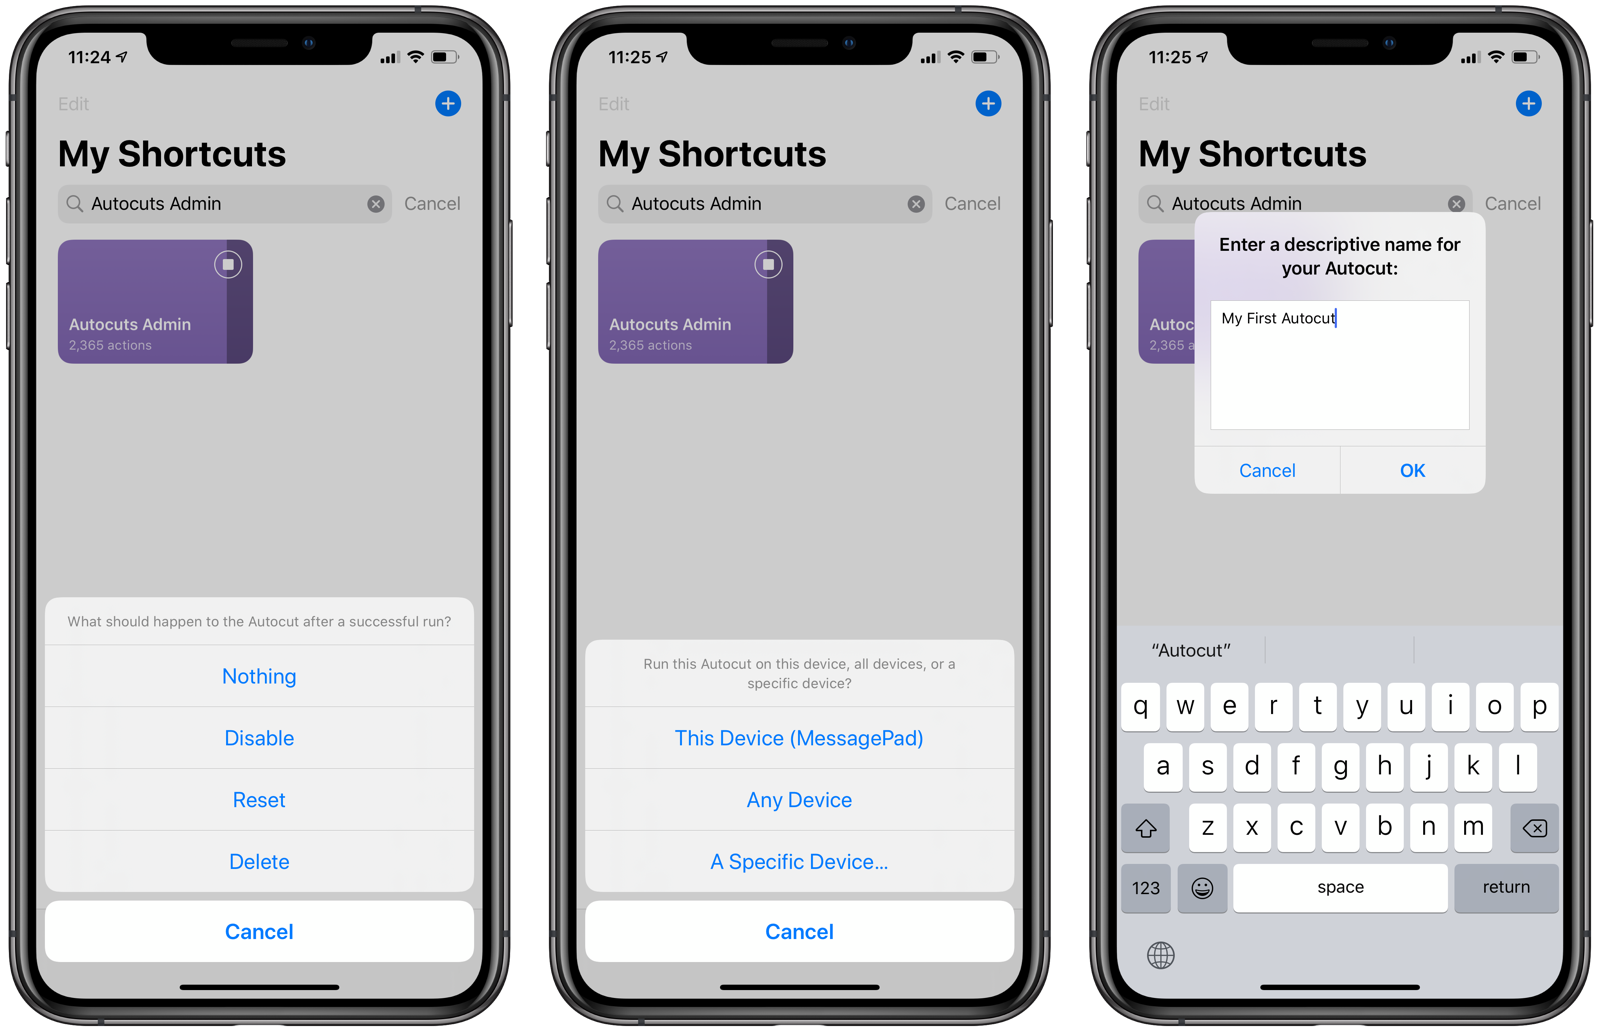 11:24
Edit
My Shortcuts
Autocuts Admin
Cancel
Autocuts Admin
2,365 actions
What should happen to the Autocut after a successful run?
Nothing
Disable
Reset
Delete
Cancel
11:25
Edit
My Shortcuts
Autocuts Admin
Cancel
Autocuts Admin
2,365 actions
Run this Autocut on this device, all devices, or a
specific device?
This Device (MessagePad)
Any Device
A Specific Device...
Cancel
11:25
Edit
My Shortcuts
Autocuts Admin
Cancel
Enter a descriptive name for
your Autocut:
My First Autocut
Autoc
2,365 a
Cancel
OK
“Autocut”
q w e r t y u i o p
a s d f g h j k l
z x c v b n m
123
space
return